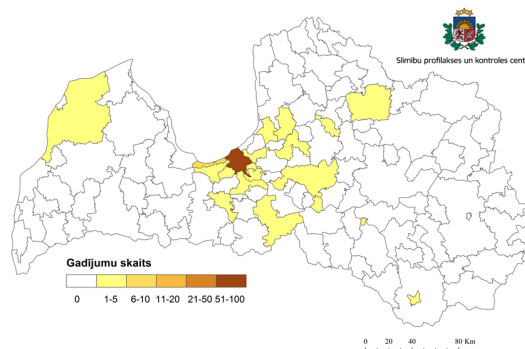 Slimību profilakses un kontroles cent
Gadījumu skaits
0 1-5 6-10 11-20 21-50 51-100
0 20 40 80 Km